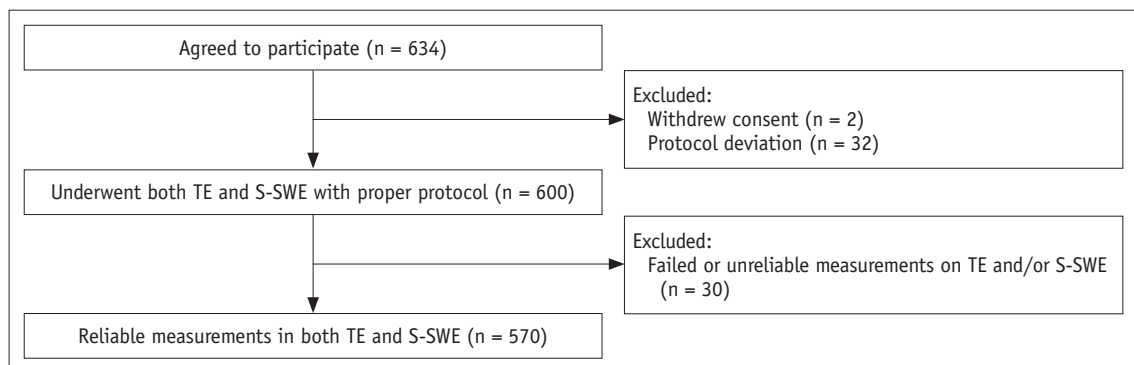 Agreed to participate (n = 634)
Excluded:
Withdrew consent (n = 2)
Protocol deviation (n = 32)
Underwent both TE and S-SWE with proper protocol (n = 600)
Excluded:
Failed or unreliable measurements on TE and/or S-SWE
(n = 30)
Reliable measurements in both TE and S-SWE (n = 570)